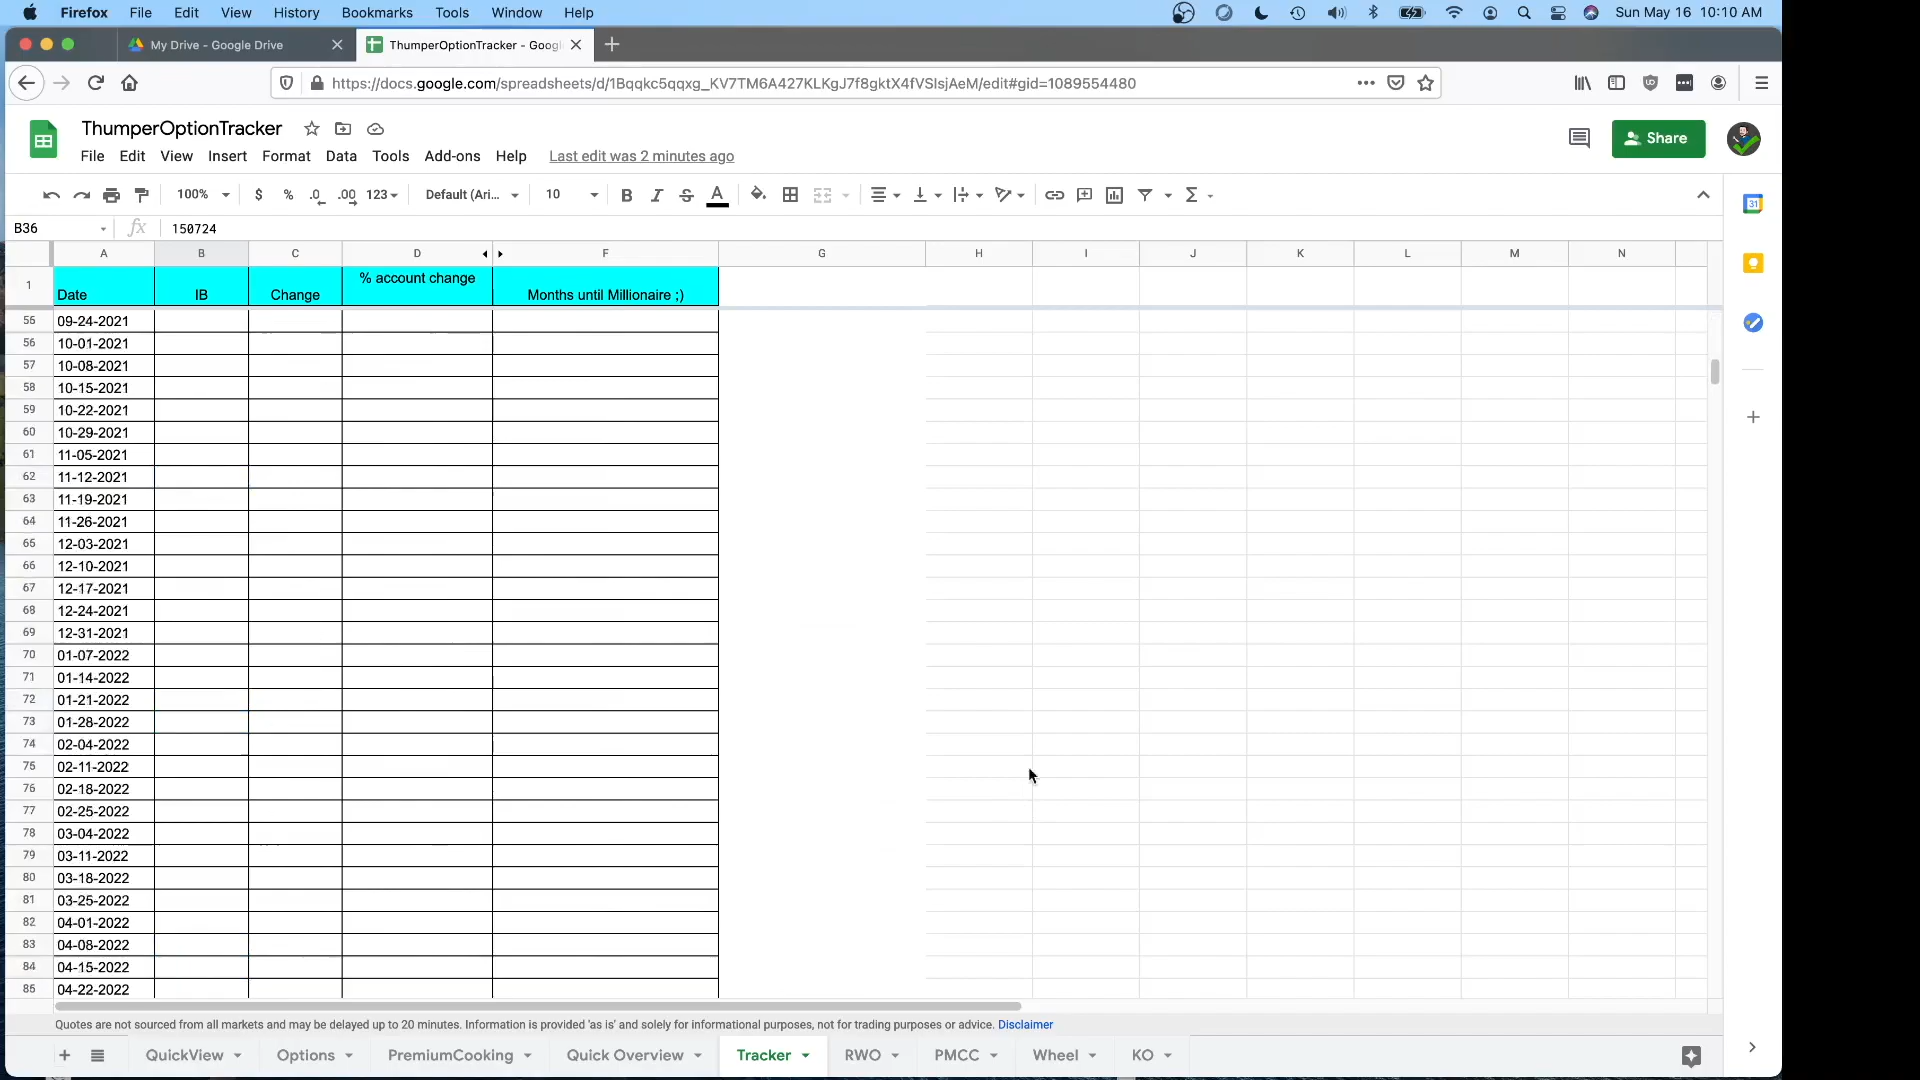 Firefox File Edit View History Bookmarks Tools Window Help Sun May 16 10:10 AM
My Drive - Google Drive ThumperOptionTracker - Goog
https://docs.google.com/spreadsheets/d/1Bqqkc5qqxg_KV7TM6A427KLKgJ7f8gktX4fVSIsjAeM/edit#gid=1089554480
ThumperOptionTracker
File Edit View Insert Format Data Tools Add-ons Help Last edit was 2 minutes ago
Share
100% $ % .0 .00 123 Default (Ari... 10 B I S A
B36 fx 150724
A B C D F G H I J K L M N
1 Date IB Change % account change Months until Millionaire ;)
55 09-24-2021
56 10-01-2021
57 10-08-2021
58 10-15-2021
59 10-22-2021
60 10-29-2021
61 11-05-2021
62 11-12-2021
63 11-19-2021
64 11-26-2021
65 12-03-2021
66 12-10-2021
67 12-17-2021
68 12-24-2021
69 12-31-2021
70 01-07-2022
71 01-14-2022
72 01-21-2022
73 01-28-2022
74 02-04-2022
75 02-11-2022
76 02-18-2022
77 02-25-2022
78 03-04-2022
79 03-11-2022
80 03-18-2022
81 03-25-2022
82 04-01-2022
83 04-08-2022
84 04-15-2022
85 04-22-2022
Quotes are not sourced from all markets and may be delayed up to 20 minutes. Information is provided 'as is' and solely for informational purposes, not for trading purposes or advice. Disclaimer
QuickView Options PremiumCooking Quick Overview Tracker RWO PMCC Wheel KO
31